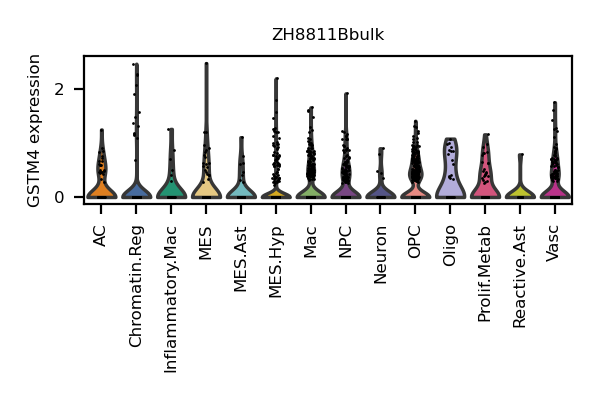 ZH8811Bbulk
GSTM4 expression
2
0
AC
Chromatin.Reg
Inflammatory.Mac
MES
MES.Ast
MES.Hyp
Mac
NPC
Neuron
OPC
Oligo
Prolif.Metab
Reactive.Ast
Vasc